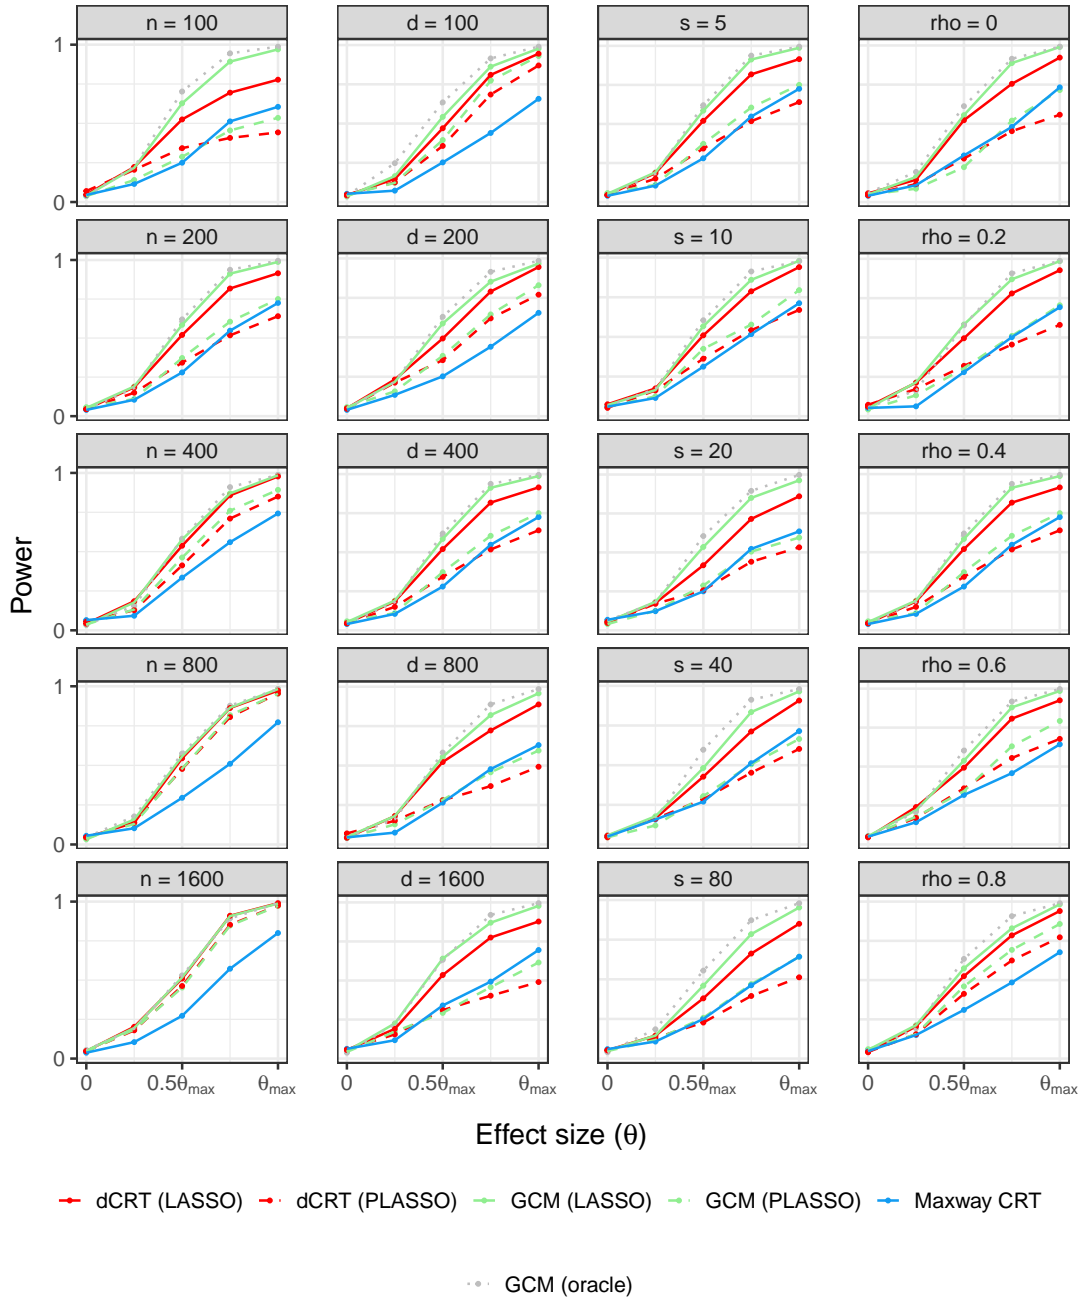 n = 100 d = 100 s = 5 rho = 0
1
0
n = 200 d = 200 s = 10 rho = 0.2
1
0
n = 400 d = 400 s = 20 rho = 0.4
1
0
n = 800 d = 800 s = 40 rho = 0.6
1
0
n = 1600 d = 1600 s = 80 rho = 0.8
1
0
Power
0 0.5θmax θmax 0 0.5θmax θmax 0 0.5θmax θmax 0 0.5θmax θmax
Effect size (θ)
dCRT (LASSO) dCRT (PLASSO) GCM (LASSO) GCM (PLASSO) Maxway CRT
GCM (oracle)